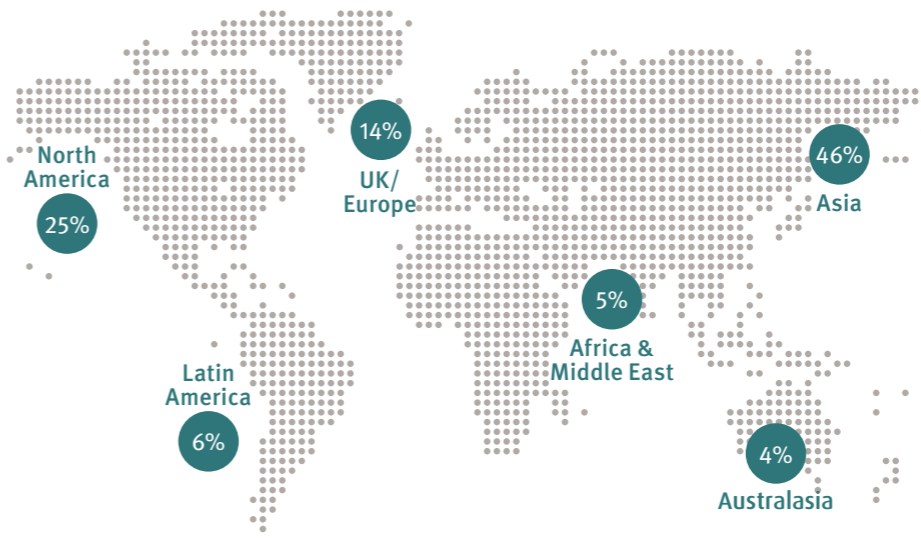 14%
UK/
Europe
46%
Asia
North
America
25%
5%
Africa &
Middle East
Latin
America
6%
4%
Australasia